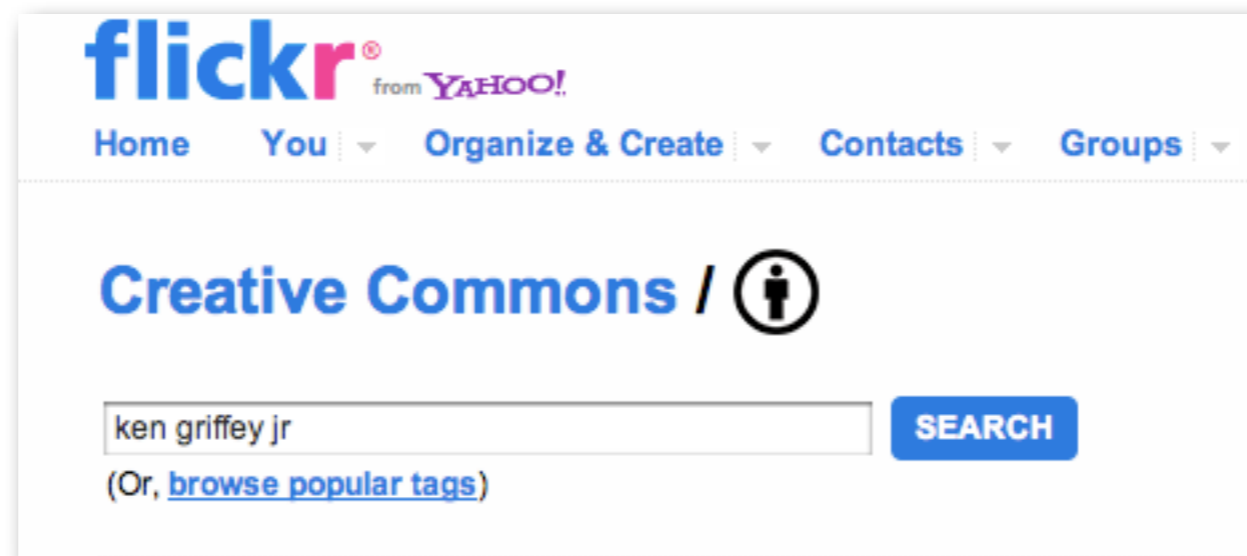 flickr® from YAHOO!
Home You Organize & Create Contacts Groups
Creative Commons /
ken griffey jr SEARCH
(Or, browse popular tags)